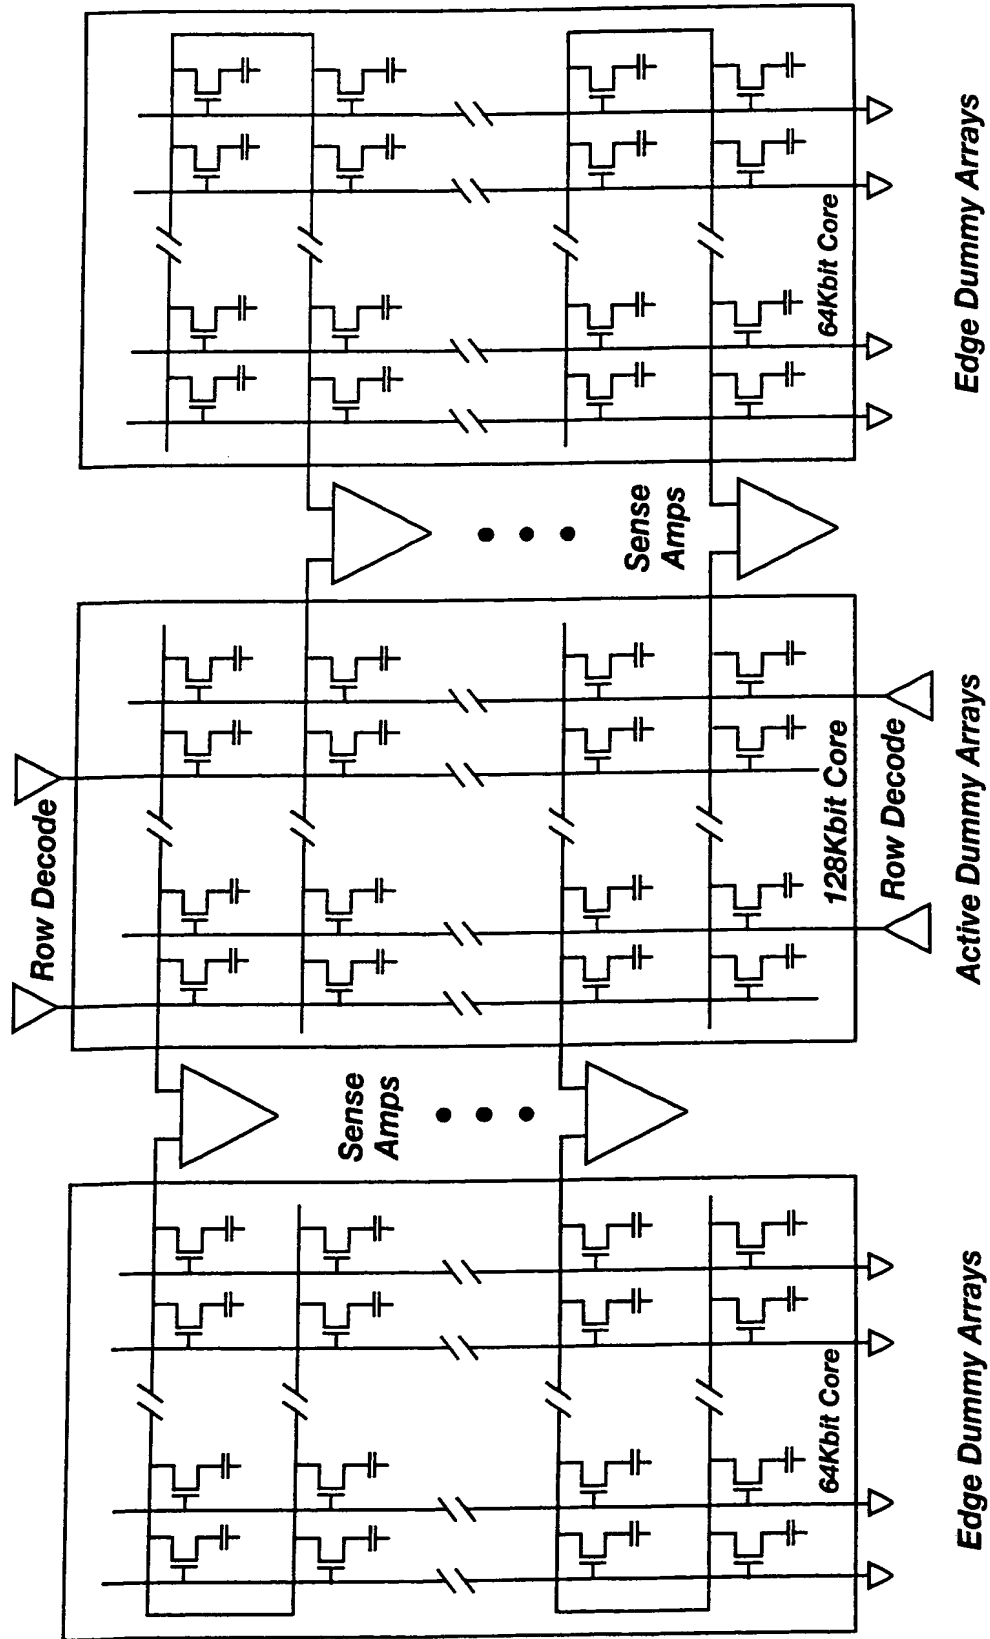 Row Decode
Sense
Amps
Sense
Amps
64Kbit Core
128Kbit Core
64Kbit Core
Row Decode
Edge Dummy Arrays
Active Dummy Arrays
Edge Dummy Arrays